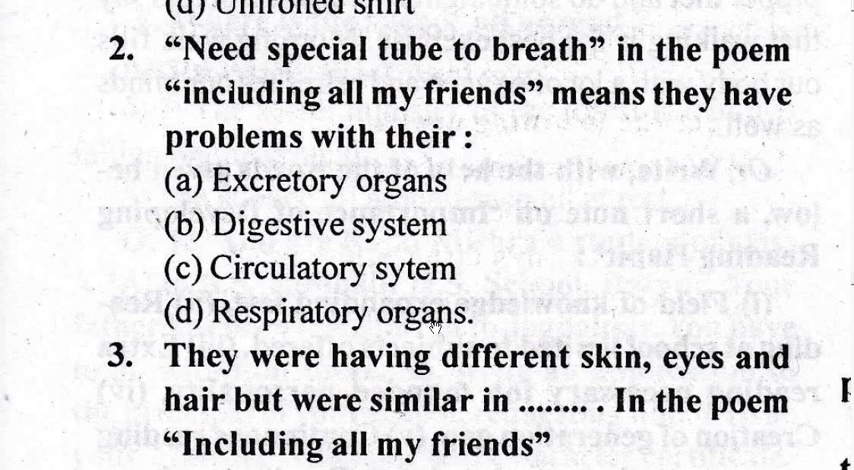 (d) Unironed shirt
2. “Need special tube to breath” in the poem
“including all my friends” means they have
problems with their :
(a) Excretory organs
(b) Digestive system
(c) Circulatory sytem
(d) Respiratory organs.
3. They were having different skin, eyes and
hair but were similar in ........ . In the poem
“Including all my friends”